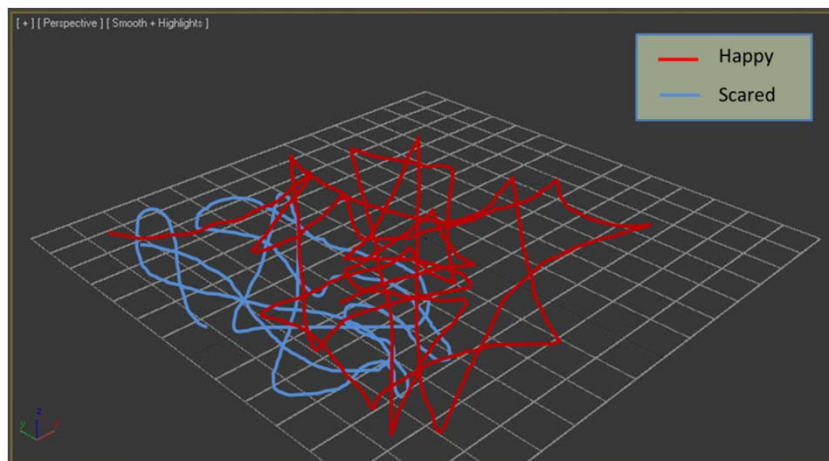 [ + ] [ Perspective ] [ Smooth + Highlights ]
Happy
Scared
z
x
y